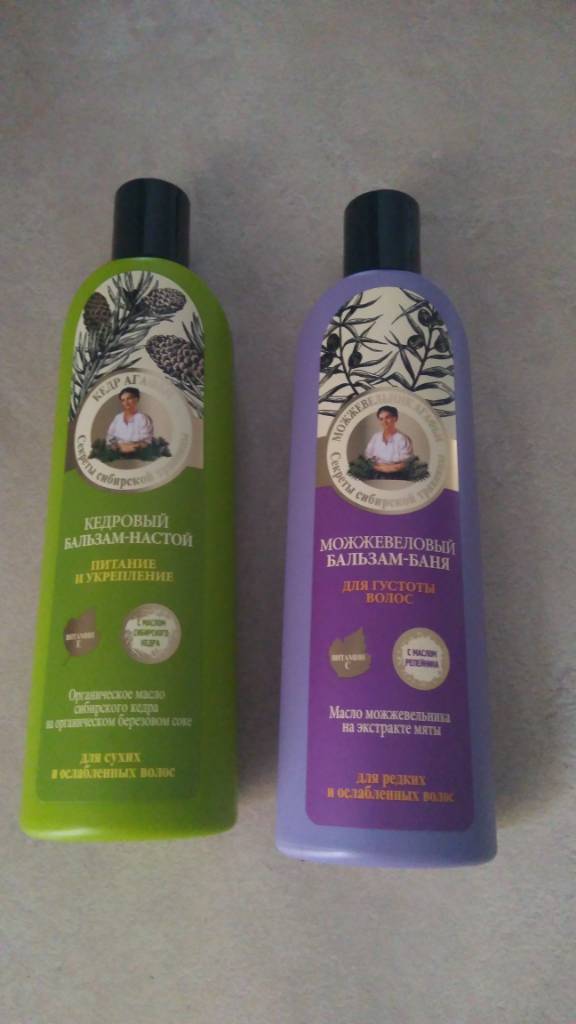 КЕДР АГАФЬИ
Секреты сибирской травницы
КЕДРОВЫЙ
БАЛЬЗАМ-НАСТОЙ
ПИТАНИЕ
И УКРЕПЛЕНИЕ
ВИТАМИН
Е
С МАСЛОМ
СИБИРСКОГО
КЕДРА
Органическое масло
сибирского кедра
на органическом березовом соке
для сухих
и ослабленных волос
МОЖЖЕВЕЛЬНИК АГАФЬИ
Секреты сибирской травницы
МОЖЖЕВЕЛОВЫЙ
БАЛЬЗАМ-БАНЯ
ДЛЯ ГУСТОТЫ
ВОЛОС
ВИТАМИН
С
С МАСЛОМ
РЕПЕЙНИКА
Масло можжевельника
на экстракте мяты
для редких
и ослабленных волос